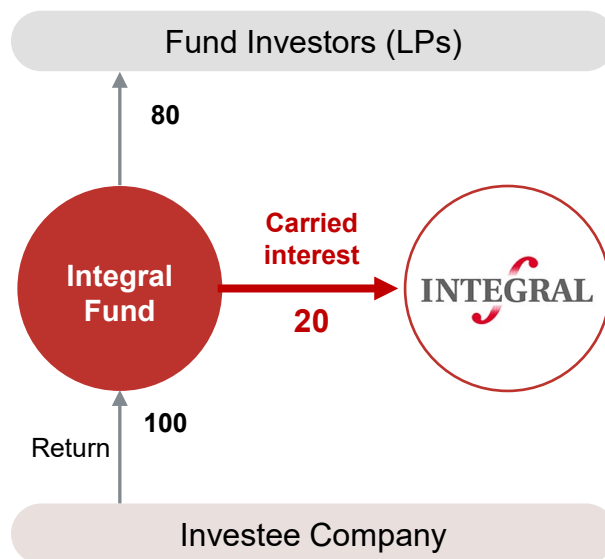 Fund Investors (LPs)
80
Carried
interest
Integral
Fund
INTEGRAL
20
100
Return
Investee Company